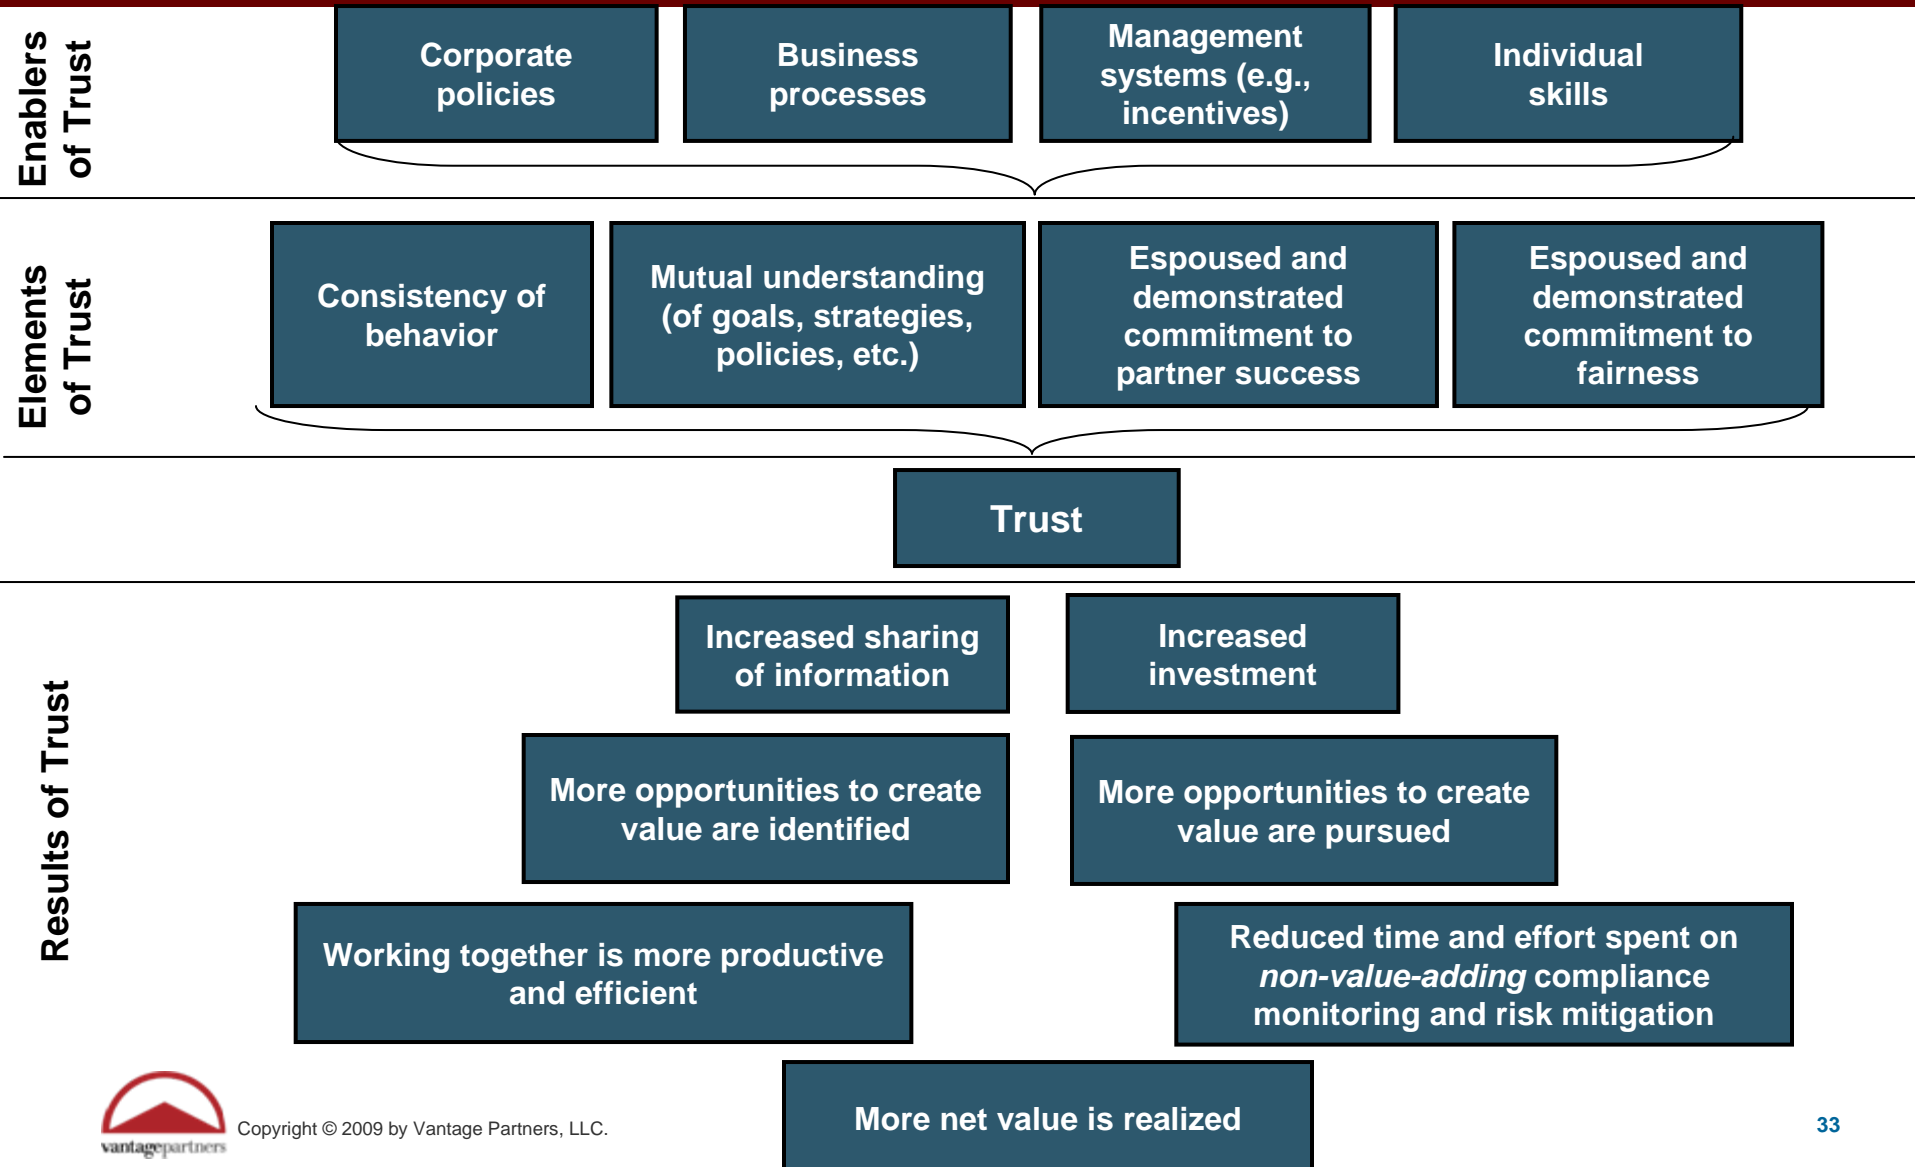 Enablers
of Trust
Corporate
policies
Business
processes
Management
systems (e.g.,
incentives)
Individual
skills
Elements
of Trust
Consistency of
behavior
Mutual understanding
(of goals, strategies,
policies, etc.)
Espoused and
demonstrated
commitment to
partner success
Espoused and
demonstrated
commitment to
fairness
Trust
Results of Trust
Increased sharing
of information
Increased
investment
More opportunities to create
value are identified
More opportunities to create
value are pursued
Working together is more productive
and efficient
Reduced time and effort spent on
non-value-adding compliance
monitoring and risk mitigation
More net value is realized
vantagepartners
Copyright © 2009 by Vantage Partners, LLC.
33